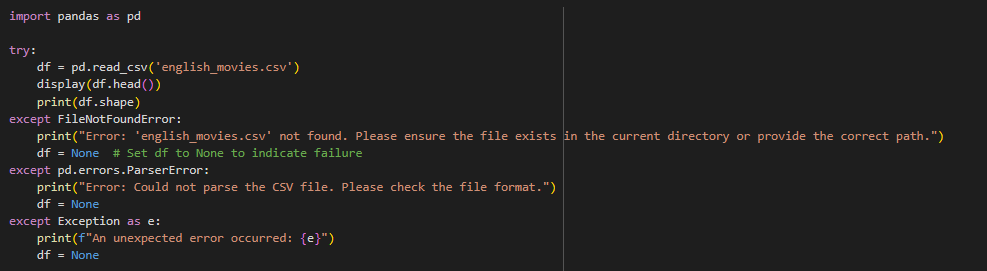 import pandas as pd
try:
    df = pd.read_csv('english_movies.csv')
    display(df.head())
    print(df.shape)
except FileNotFoundError:
    print("Error: 'english_movies.csv' not found. Please ensure the file exists in the current directory or provide the correct path.")
    df = None  # Set df to None to indicate failure
except pd.errors.ParserError:
    print("Error: Could not parse the CSV file. Please check the file format.")
    df = None
except Exception as e:
    print(f"An unexpected error occurred: {e}")
    df = None